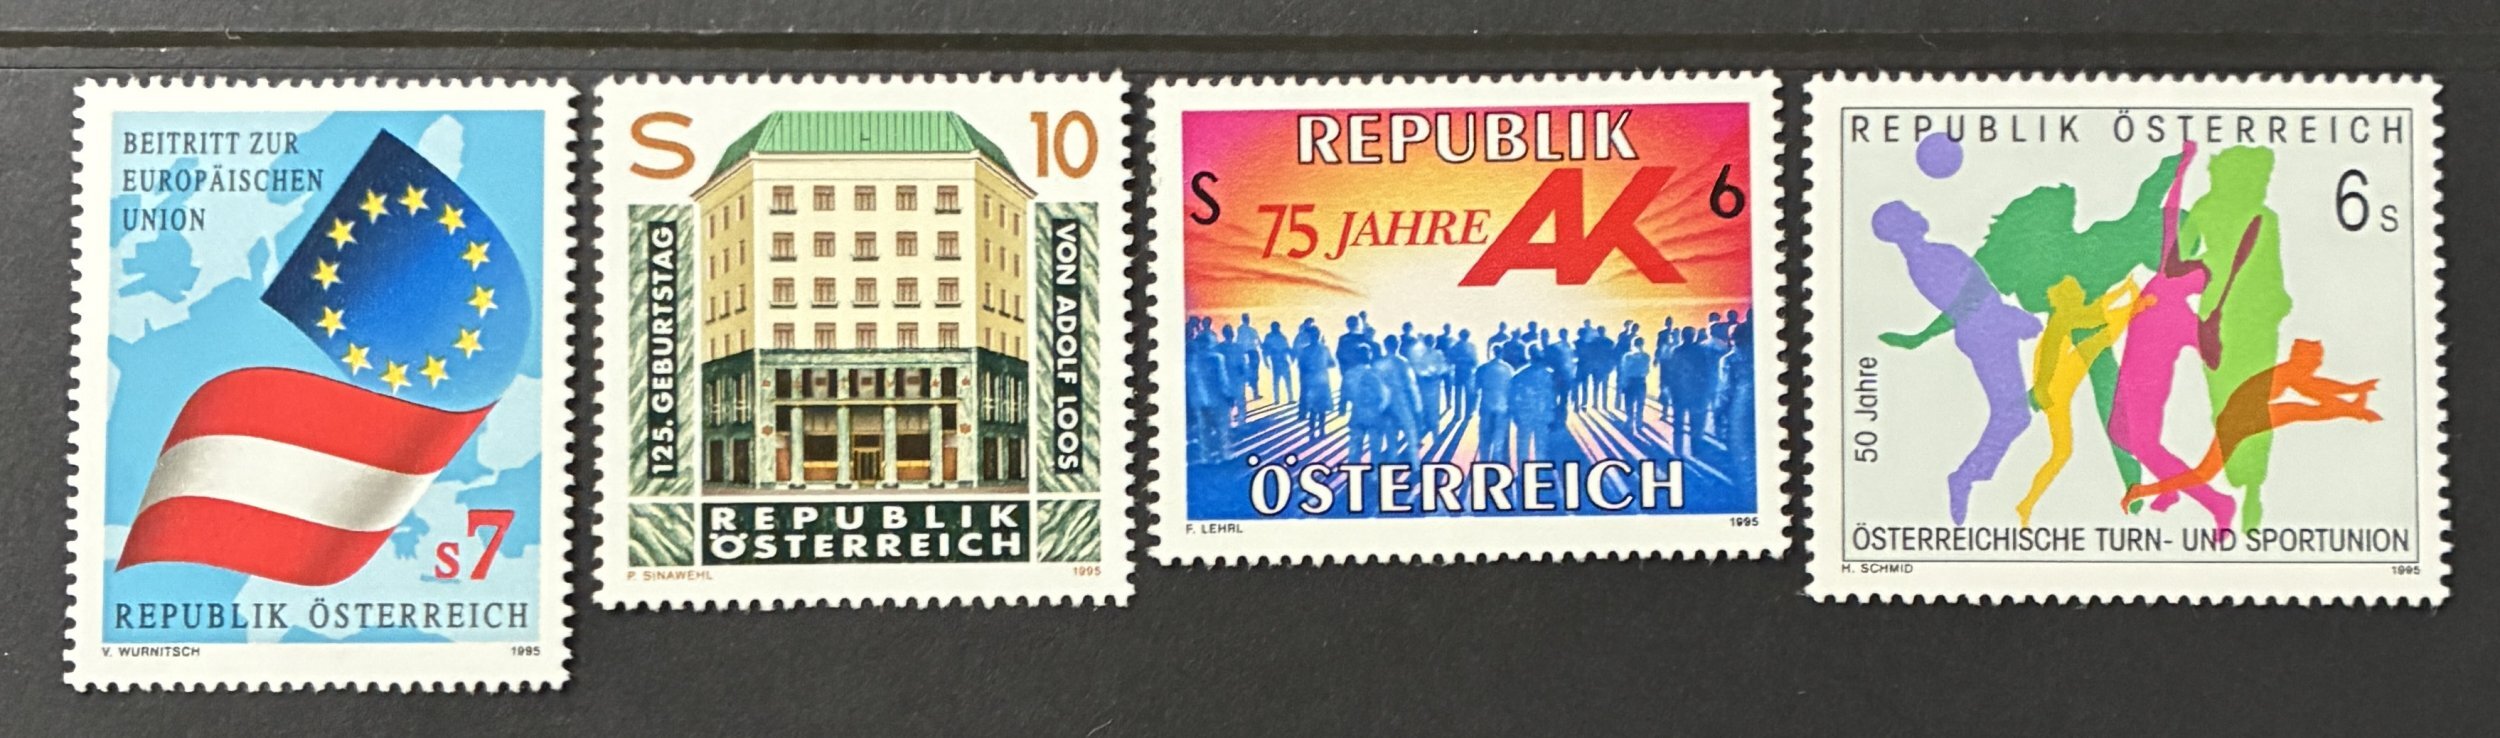 BEITRITT ZUR
EUROPÄISCHEN
UNION
s7
REPUBLIK ÖSTERREICH
V. WURNITSCH 1995
S 10
125. GEBURTSTAG
VON ADOLF LOOS
REPUBLIK
ÖSTERREICH
P. SINAWEHL 1995
REPUBLIK
S 6
75 JAHRE AK
ÖSTERREICH
F. LEHRL 1995
REPUBLIK ÖSTERREICH
6 s
50 Jahre
ÖSTERREICHISCHE TURN- UND SPORTUNION
H. SCHMID 1995